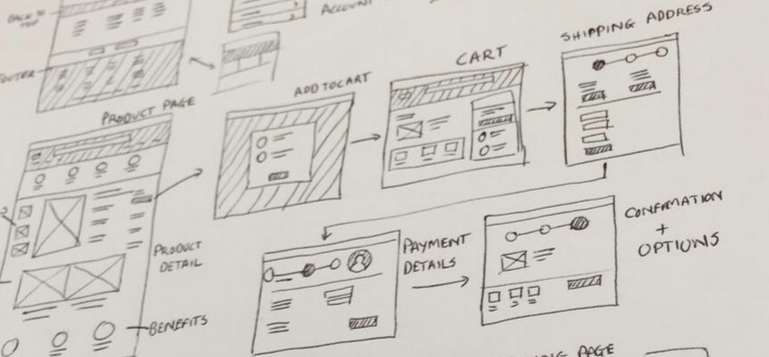 BACK TO
TOP
ACCOUNT
FOOTER
SHIPPING ADDRESS
CART
ADD TO CART
PRODUCT PAGE
CONFIRMATION
+
OPTIONS
PAYMENT
DETAILS
PRODUCT
DETAIL
BENEFITS
PAGE